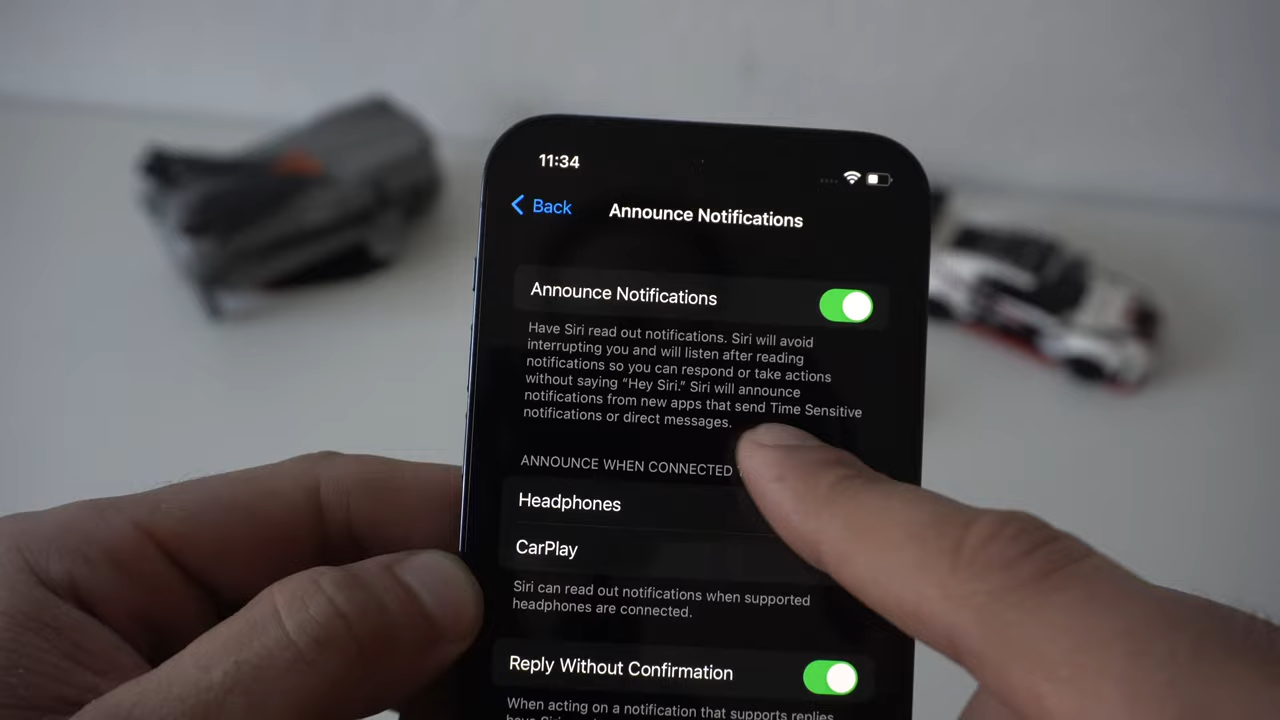 11:34
Back
Announce Notifications
Announce Notifications
Have Siri read out notifications. Siri will avoid
interrupting you and will listen after reading
notifications so you can respond or take actions
without saying “Hey Siri.” Siri will announce
notifications from new apps that send Time Sensitive
notifications or direct messages.
ANNOUNCE WHEN CONNECTED
Headphones
CarPlay
Siri can read out notifications when supported
headphones are connected.
Reply Without Confirmation
When acting on a notification that supports replies